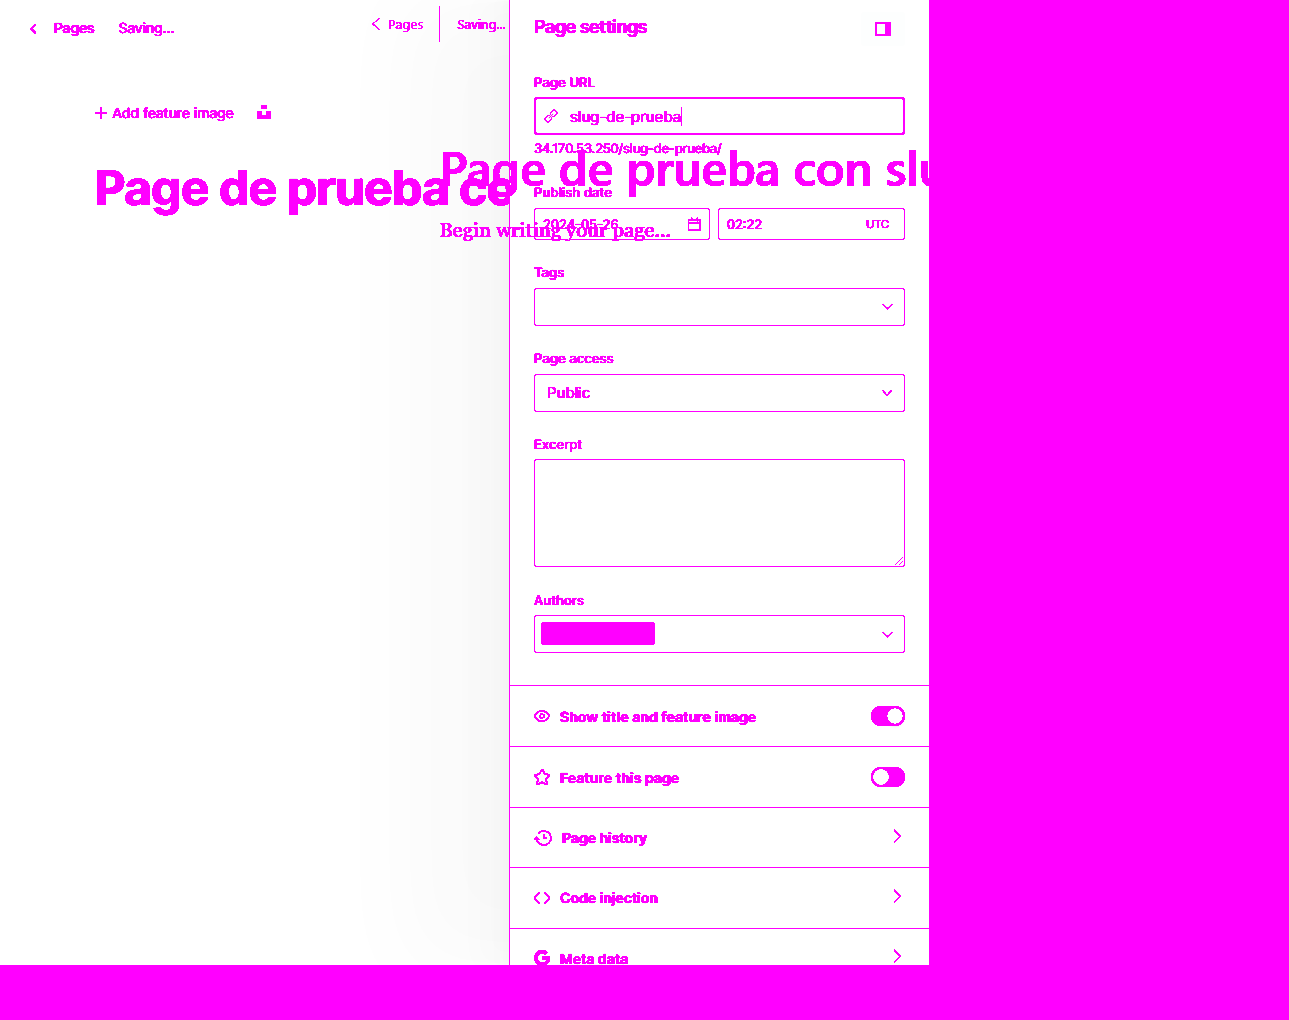 Pages
Saving...
Pages
Saving...
Page settings
Page URL
Add feature image
slug-de-prueba
34.170.53.250/slug-de-prueba/
Page de prueba co
Page de prueba con slu
Publish date
2024-05-26
02:22
UTC
Begin writing your page...
Tags
Page access
Public
Excerpt
Authors
Show title and feature image
Feature this page
Page history
Code injection
Meta data